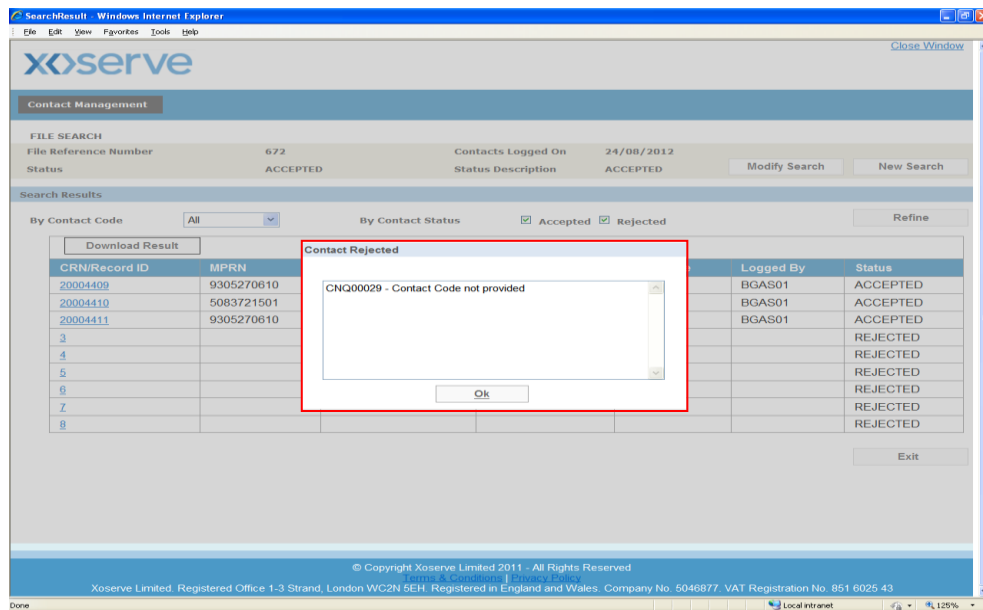 SearchResult - Windows Internet Explorer
File Edit View Favorites Tools Help
Close Window
xoserve
Contact Management
FILE SEARCH
File Reference Number 672 Contacts Logged On 24/08/2012
Status ACCEPTED Status Description ACCEPTED Modify Search New Search
Search Results
By Contact Code All By Contact Status Accepted Rejected Refine
Download Result
Contact Rejected
CRN/Record ID MPRN Logged By Status
CNQ00029 - Contact Code not provided
20004409 9305270610 BGAS01 ACCEPTED
20004410 5083721501 BGAS01 ACCEPTED
20004411 9305270610 BGAS01 ACCEPTED
3 REJECTED
4 REJECTED
5 REJECTED
6 REJECTED
Ok
7 REJECTED
8 REJECTED
Exit
© Copyright Xoserve Limited 2011 - All Rights Reserved
Terms & Conditions | Privacy Policy
Xoserve Limited. Registered Office 1-3 Strand, London WC2N 5EH. Registered in England and Wales. Company No. 5046877. VAT Registration No. 851 6025 43
Done Local intranet 125%